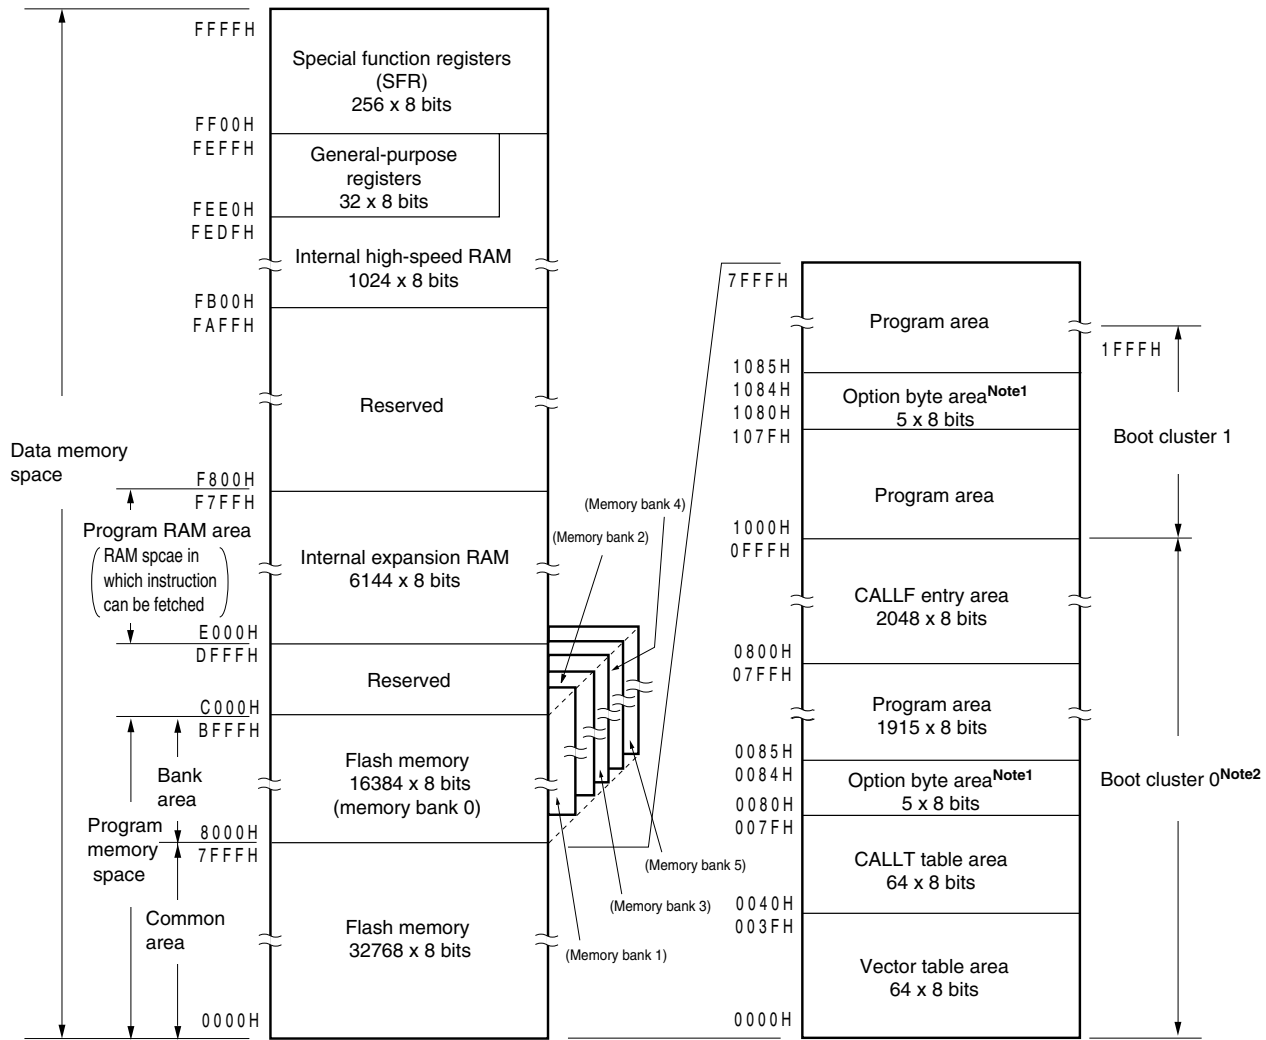 FFFFH
Special function registers
(SFR)
256 x 8 bits
FF00H
FEFFH
General-purpose
registers
32 x 8 bits
FEE0H
FEDFH
Internal high-speed RAM
1024 x 8 bits
FB00H
FAFFH
Reserved
Data memory
space
F800H
F7FFH
Program RAM area
RAM spcae in
which instruction
can be fetched
Internal expansion RAM
6144 x 8 bits
E000H
DFFFH
Reserved
C000H
BFFFH
Bank
area
Flash memory
16384 x 8 bits
(memory bank 0)
Program
memory
space
8000H
7FFFH
Common
area
Flash memory
32768 x 8 bits
0000H
(Memory bank 4)
(Memory bank 2)
(Memory bank 5)
(Memory bank 3)
(Memory bank 1)
7FFFH
Program area
1FFFH
1085H
1084H
Option byte areaNote1
5 x 8 bits
1080H
107FH
Boot cluster 1
Program area
1000H
0FFFH
CALLF entry area
2048 x 8 bits
0800H
07FFH
Program area
1915 x 8 bits
0085H
0084H
Option byte areaNote1
5 x 8 bits
Boot cluster 0Note2
0080H
007FH
CALLT table area
64 x 8 bits
0040H
003FH
Vector table area
64 x 8 bits
0000H